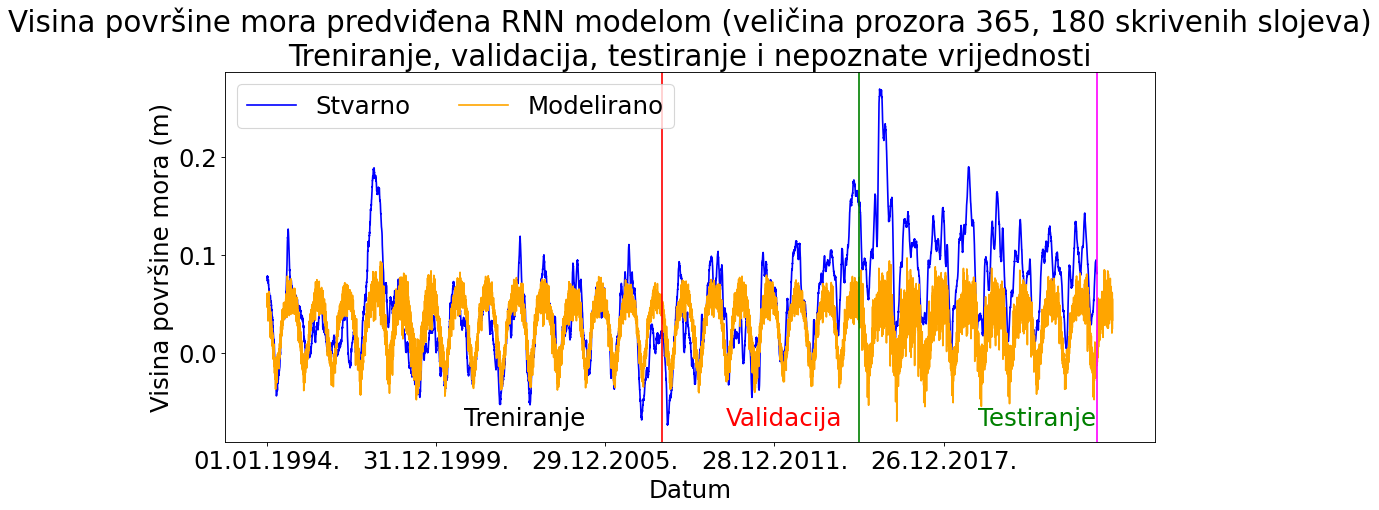 Visina površine mora predviđena RNN modelom (veličina prozora 365, 180 skrivenih slojeva)
Treniranje, validacija, testiranje i nepoznate vrijednosti
Stvarno
Modelirano
Visina površine mora (m)
0.2
0.1
0.0
Treniranje
Validacija
Testiranje
01.01.1994.
31.12.1999.
29.12.2005.
28.12.2011.
26.12.2017.
Datum